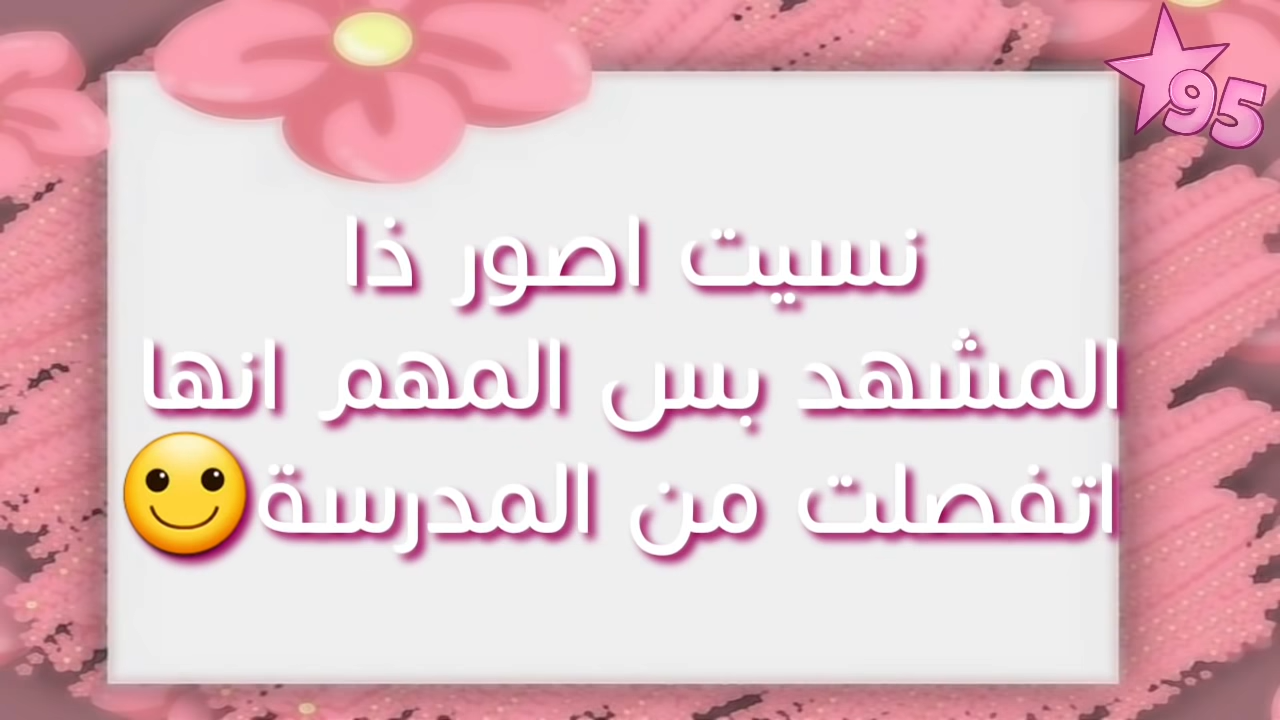 95
نسيت اصور ذا
المشهد بس المهم انها
اتفصلت من المدرسة🙂